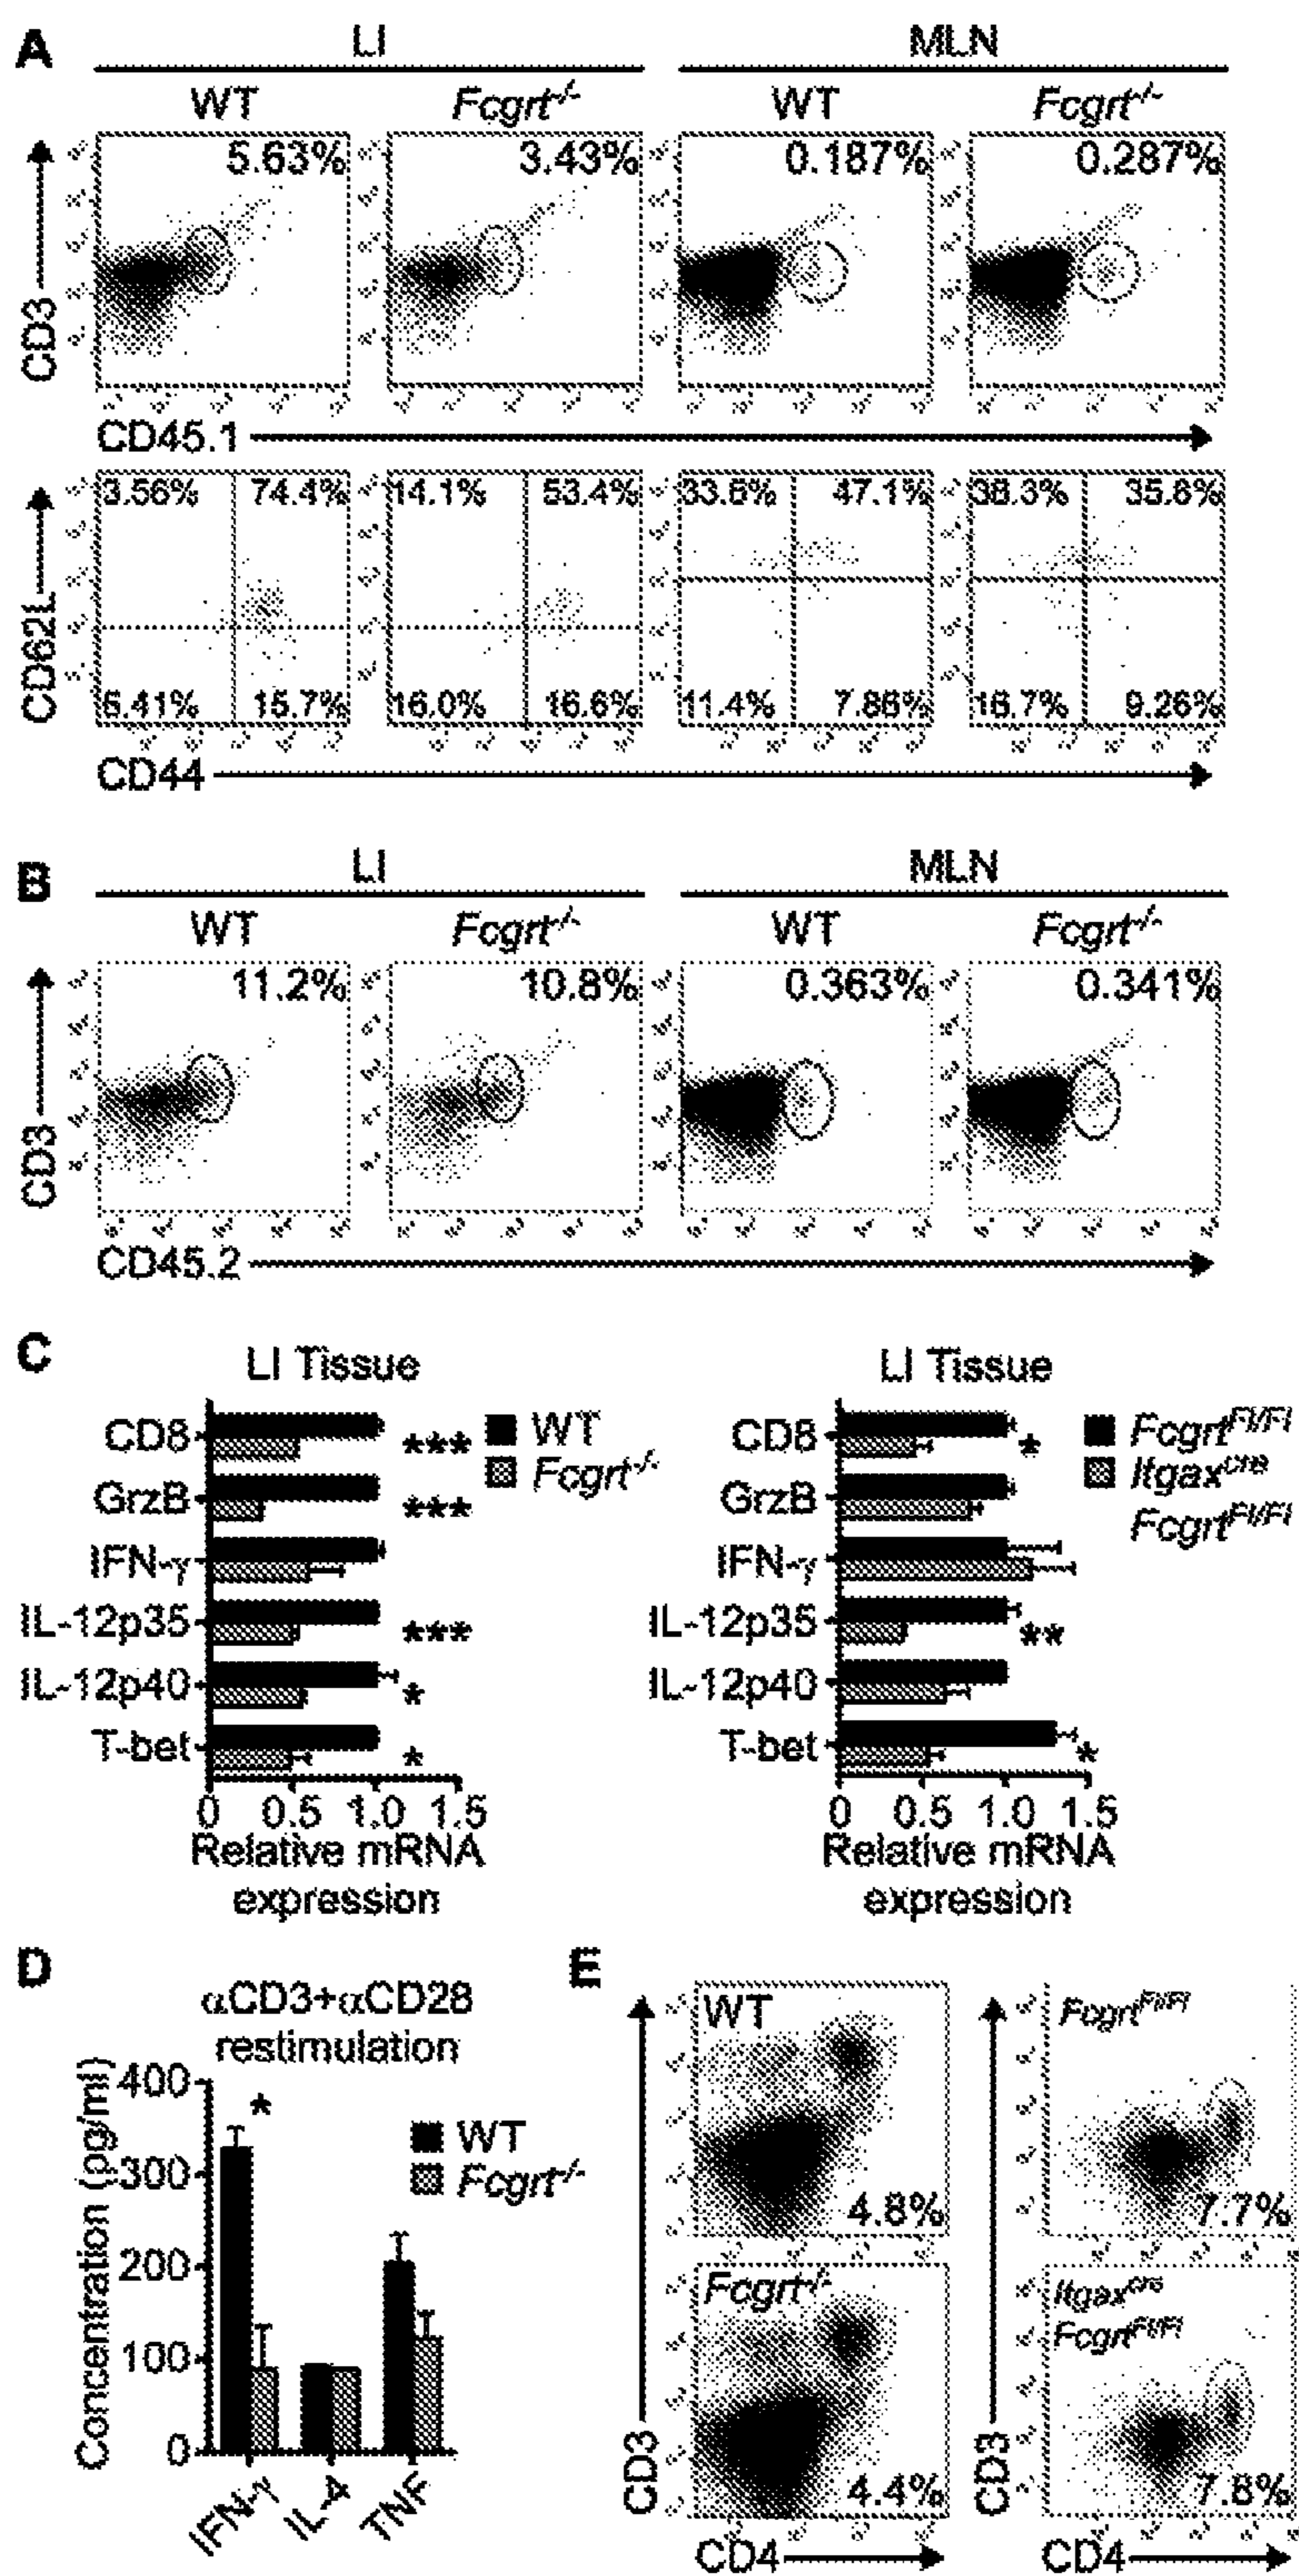 A
LI MLN
WT Fcgrt-/- WT Fcgrt-/-
5.63% 3.43% 0.187% 0.287%
CD3
CD45.1
3.56% 74.4% 14.1% 53.4% 33.6% 47.1% 38.3% 35.8%
CD62L
6.41% 15.7% 16.0% 16.6% 11.4% 7.86% 16.7% 9.26%
CD44
B
LI MLN
WT Fcgrt-/- WT Fcgrt-/-
11.2% 10.8% 0.363% 0.341%
CD3
CD45.2
C
LI Tissue
CD8 ***
GrzB ***
IFN-γ
IL-12p35 ***
IL-12p40 *
T-bet *
0 0.5 1.0 1.5
Relative mRNA
expression
WT
Fcgrt-/-
LI Tissue
CD8 *
GrzB
IFN-γ
IL-12p35 **
IL-12p40
T-bet *
0 0.5 1.0 1.5
Relative mRNA
expression
FcgrtFl/Fl
Itgaxcre
FcgrtFl/Fl
D
αCD3+αCD28
restimulation
Concentration (pg/ml)
400
300
200
100
0
*
WT
Fcgrt-/-
IFN-γ IL-4 TNF
E
WT
4.8%
FcgrtFl/Fl
7.7%
Fcgrt-/-
4.4%
Itgaxcre
FcgrtFl/Fl
7.8%
CD3 CD3
CD4 CD4